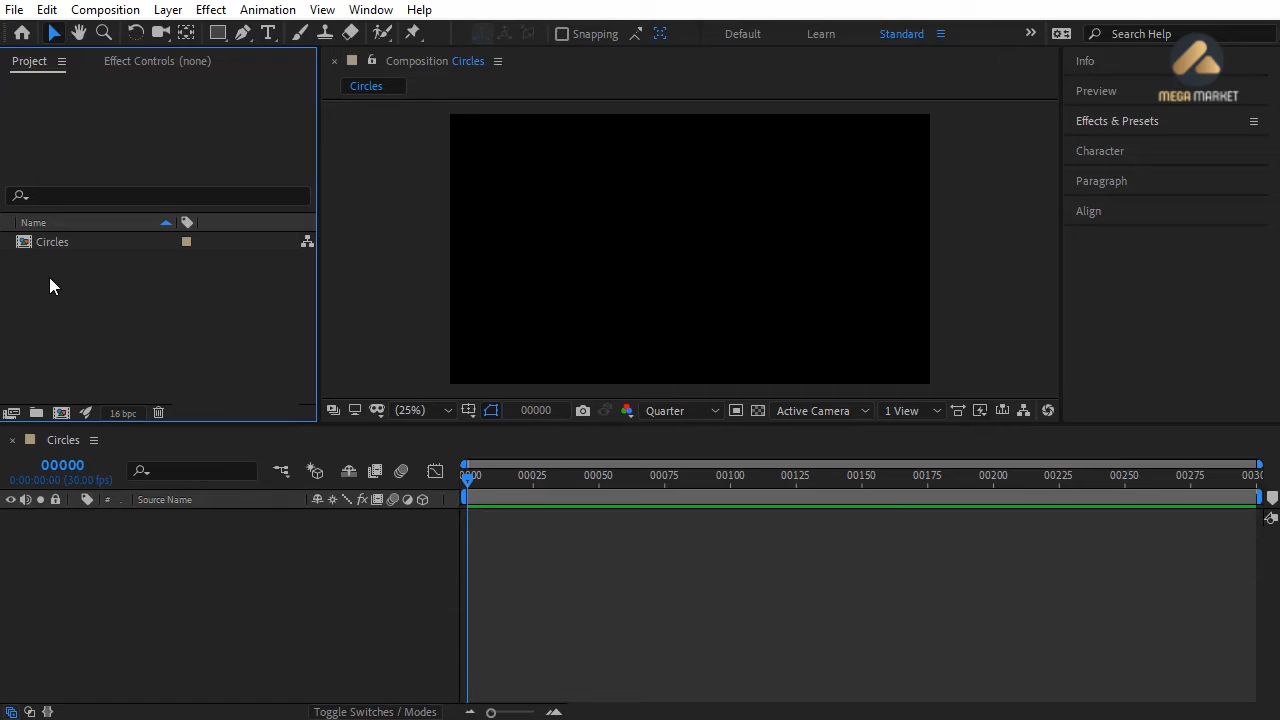 File Edit Composition Layer Effect Animation View Window Help
Snapping Default Learn Standard Search Help
Project Effect Controls (none)
Composition Circles
Circles
Info
Preview
MEGA MARKET
Effects & Presets
Character
Paragraph
Align
Name
Circles
16 bpc
(25%) 00000 Quarter Active Camera 1 View
Circles
00000
0:00:00:00 (30.00 fps)
0000 00025 00050 00075 00100 00125 00150 00175 00200 00225 00250 00275 0030
# . Source Name fx
Toggle Switches / Modes